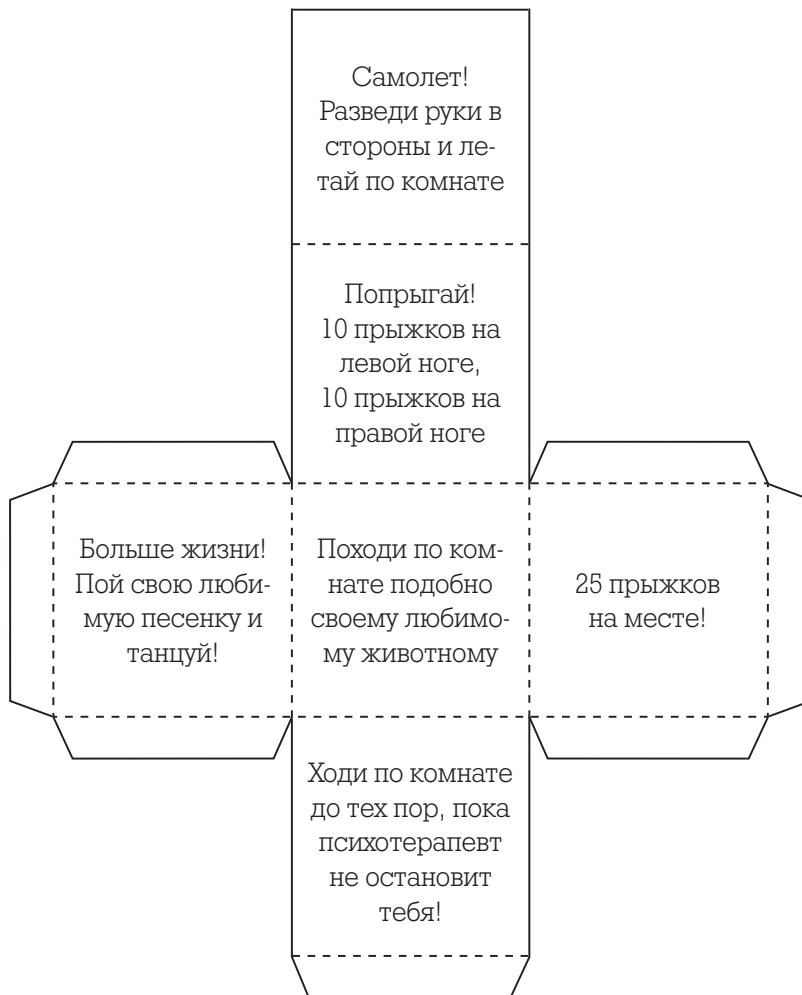 Самолет!
Разведи руки в
стороны и ле-
тай по комнате
Попрыгай!
10 прыжков на
левой ноге,
10 прыжков на
правой ноге
Больше жизни!
Пой свою люби-
мую песенку и
танцуй!
Походи по ком-
нате подобно
своему любимо-
му животному
25 прыжков
на месте!
Ходи по комнате
до тех пор, пока
психотерапевт
не остановит
тебя!